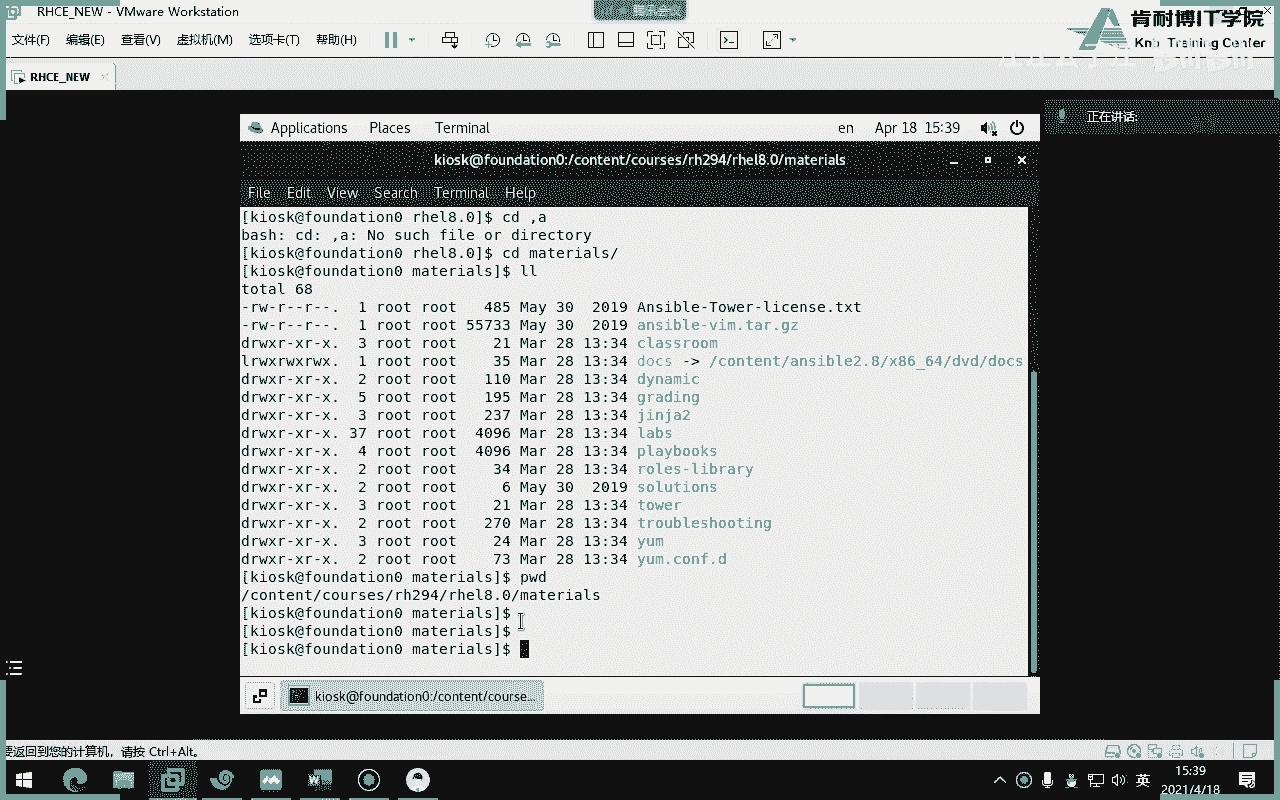 RHCE_NEW - VMware Workstation
肯耐博IT学院
Knb Training Center
文件(F) 编辑(E) 查看(V) 虚拟机(M) 选项卡(T) 帮助(H)
RHCE_NEW
正在讲话:
Applications Places Terminal en Apr 18 15:39
kiosk@foundation0:/content/courses/rh294/rhel8.0/materials
File Edit View Search Terminal Help
[kiosk@foundation0 rhel8.0]$ cd ,a
bash: cd: ,a: No such file or directory
[kiosk@foundation0 rhel8.0]$ cd materials/
[kiosk@foundation0 materials]$ ll
total 68
-rw-r--r--. 1 root root 485 May 30 2019 Ansible-Tower-license.txt
-rw-r--r--. 1 root root 55733 May 30 2019 ansible-vim.tar.gz
drwxr-xr-x. 3 root root 21 Mar 28 13:34 classroom
lrwxrwxrwx. 1 root root 35 Mar 28 13:34 docs -> /content/ansible2.8/x86_64/dvd/docs
drwxr-xr-x. 2 root root 110 Mar 28 13:34 dynamic
drwxr-xr-x. 5 root root 195 Mar 28 13:34 grading
drwxr-xr-x. 3 root root 237 Mar 28 13:34 jinja2
drwxr-xr-x. 37 root root 4096 Mar 28 13:34 labs
drwxr-xr-x. 4 root root 4096 Mar 28 13:34 playbooks
drwxr-xr-x. 2 root root 34 Mar 28 13:34 roles-library
drwxr-xr-x. 2 root root 6 May 30 2019 solutions
drwxr-xr-x. 3 root root 21 Mar 28 13:34 tower
drwxr-xr-x. 2 root root 270 Mar 28 13:34 troubleshooting
drwxr-xr-x. 3 root root 24 Mar 28 13:34 yum
drwxr-xr-x. 2 root root 73 Mar 28 13:34 yum.conf.d
[kiosk@foundation0 materials]$ pwd
/content/courses/rh294/rhel8.0/materials
[kiosk@foundation0 materials]$
[kiosk@foundation0 materials]$
[kiosk@foundation0 materials]$
kiosk@foundation0:/content/course...
要返回到您的计算机，请按 Ctrl+Alt。
英
15:39
2021/4/18